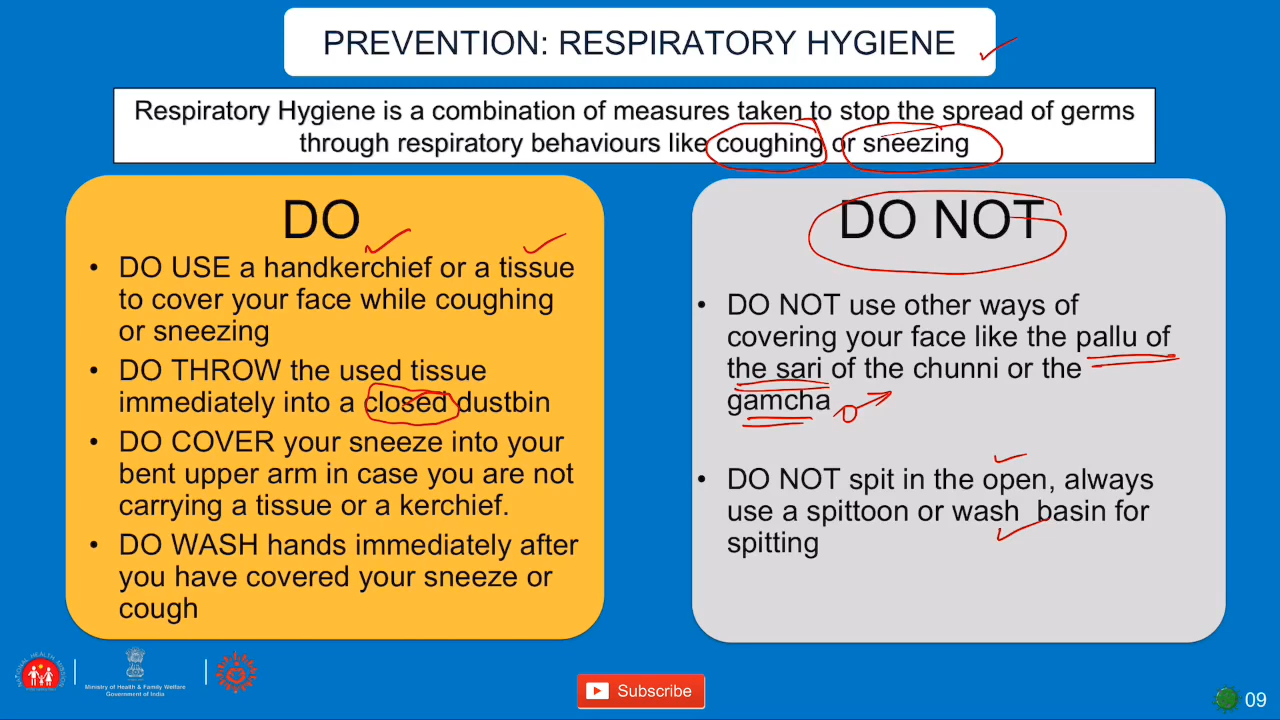 PREVENTION: RESPIRATORY HYGIENE
Respiratory Hygiene is a combination of measures taken to stop the spread of germs
through respiratory behaviours like coughing or sneezing
DO
• DO USE a handkerchief or a tissue
to cover your face while coughing
or sneezing
• DO THROW the used tissue
immediately into a closed dustbin
• DO COVER your sneeze into your
bent upper arm in case you are not
carrying a tissue or a kerchief.
• DO WASH hands immediately after
you have covered your sneeze or
cough
DO NOT
• DO NOT use other ways of
covering your face like the pallu of
the sari of the chunni or the
gamcha
• DO NOT spit in the open, always
use a spittoon or wash basin for
spitting
NATIONAL HEALTH MISSION
Ministry of Health & Family Welfare
Government of India
Subscribe
09